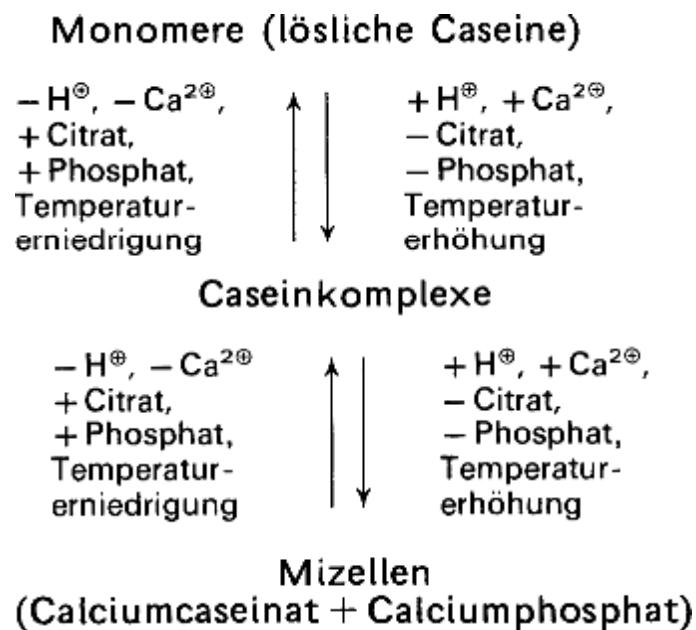 Monomere (lösliche Caseine)
− H⊕, − Ca²⊕,
+ Citrat,
+ Phosphat,
Temperatur-
erniedrigung
+ H⊕, + Ca²⊕,
− Citrat,
− Phosphat,
Temperatur-
erhöhung
Caseinkomplexe
− H⊕, − Ca²⊕
+ Citrat,
+ Phosphat,
Temperatur-
erniedrigung
+ H⊕, + Ca²⊕,
− Citrat,
− Phosphat,
Temperatur-
erhöhung
Mizellen
(Calciumcaseinat + Calciumphosphat)